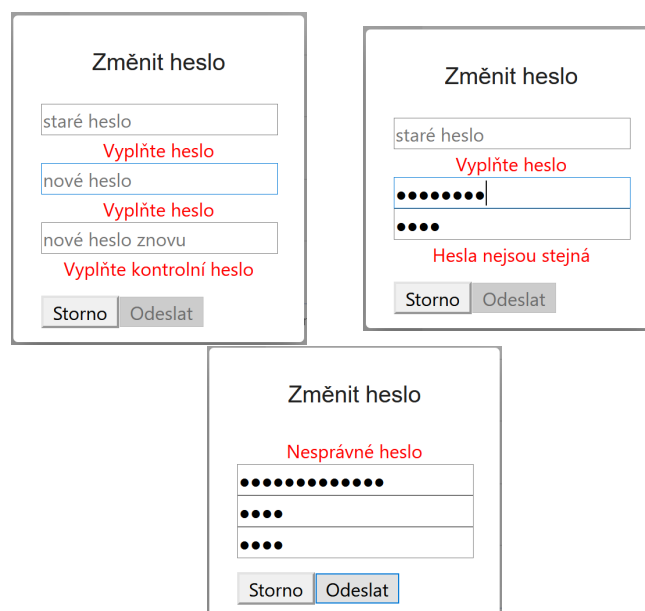 Změnit heslo
staré heslo
Vyplňte heslo
nové heslo
Vyplňte heslo
nové heslo znovu
Vyplňte kontrolní heslo
Storno Odeslat
Změnit heslo
staré heslo
Vyplňte heslo
●●●●●●●●
●●●●
Hesla nejsou stejná
Storno Odeslat
Změnit heslo
Nesprávné heslo
●●●●●●●●●●●●●
●●●●
●●●●
Storno Odeslat